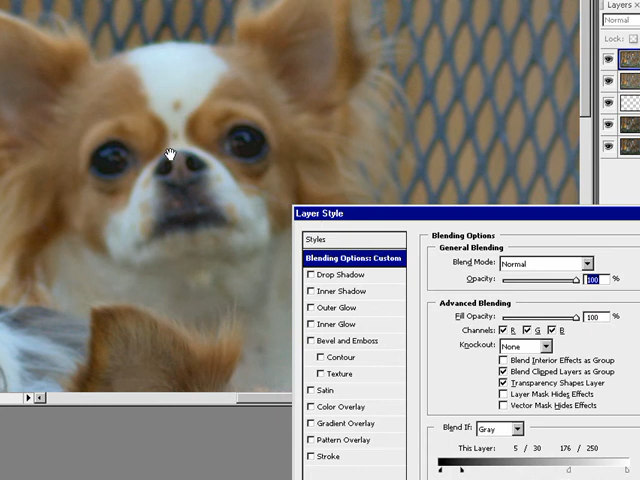 Layers
Normal
Lock:
Layer Style
Styles
Blending Options: Custom
Drop Shadow
Inner Shadow
Outer Glow
Inner Glow
Bevel and Emboss
Contour
Texture
Satin
Color Overlay
Gradient Overlay
Pattern Overlay
Stroke
Blending Options
General Blending
Blend Mode: Normal
Opacity: 100 %
Advanced Blending
Fill Opacity: 100 %
Channels: R G B
Knockout: None
Blend Interior Effects as Group
Blend Clipped Layers as Group
Transparency Shapes Layer
Layer Mask Hides Effects
Vector Mask Hides Effects
Blend If: Gray
This Layer: 5 / 30 176 / 250